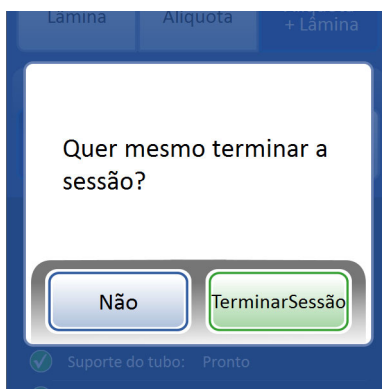 Lâmina
Alíquota
+ Lâmina
Quer mesmo terminar a
sessão?
Não
TerminarSessão
Suporte do tubo: Pronto